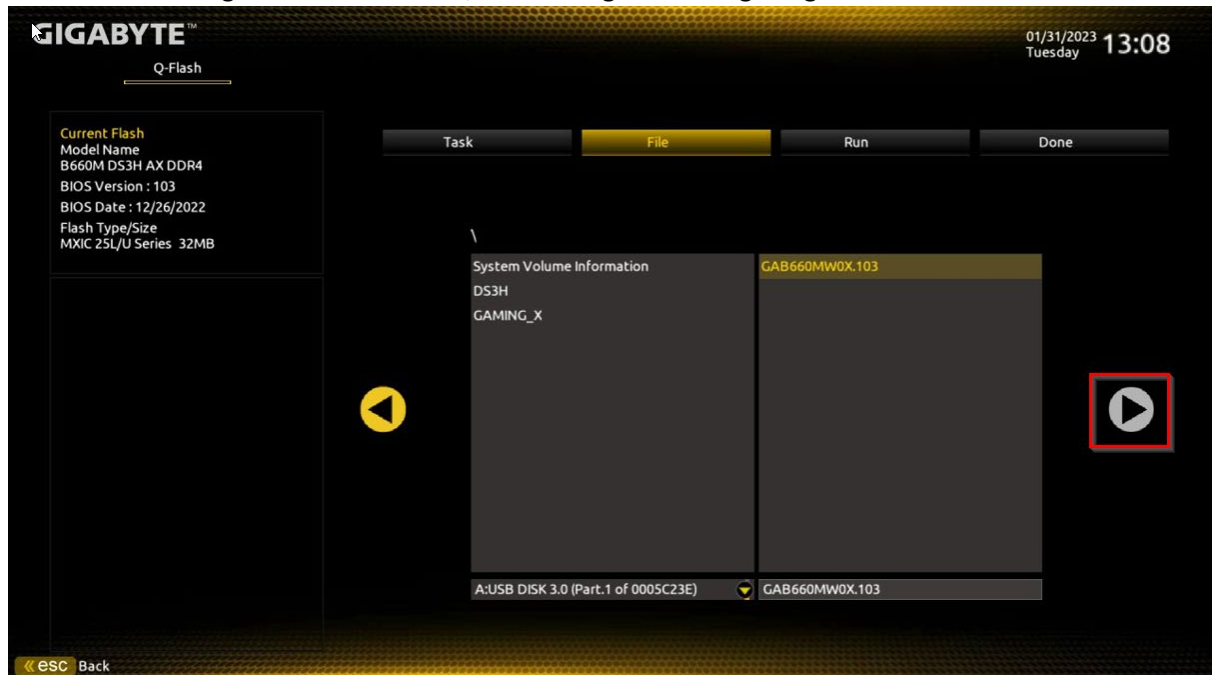 GIGABYTE™
01/31/2023
Tuesday
13:08
Q-Flash
Current Flash
Model Name
B660M DS3H AX DDR4
BIOS Version : 103
BIOS Date : 12/26/2022
Flash Type/Size
MXIC 25L/U Series 32MB
Task
File
Run
Done
\
System Volume Information
DS3H
GAMING_X
GAB660MW0X.103
A:USB DISK 3.0 (Part.1 of 0005C23E)
GAB660MW0X.103
«esc Back